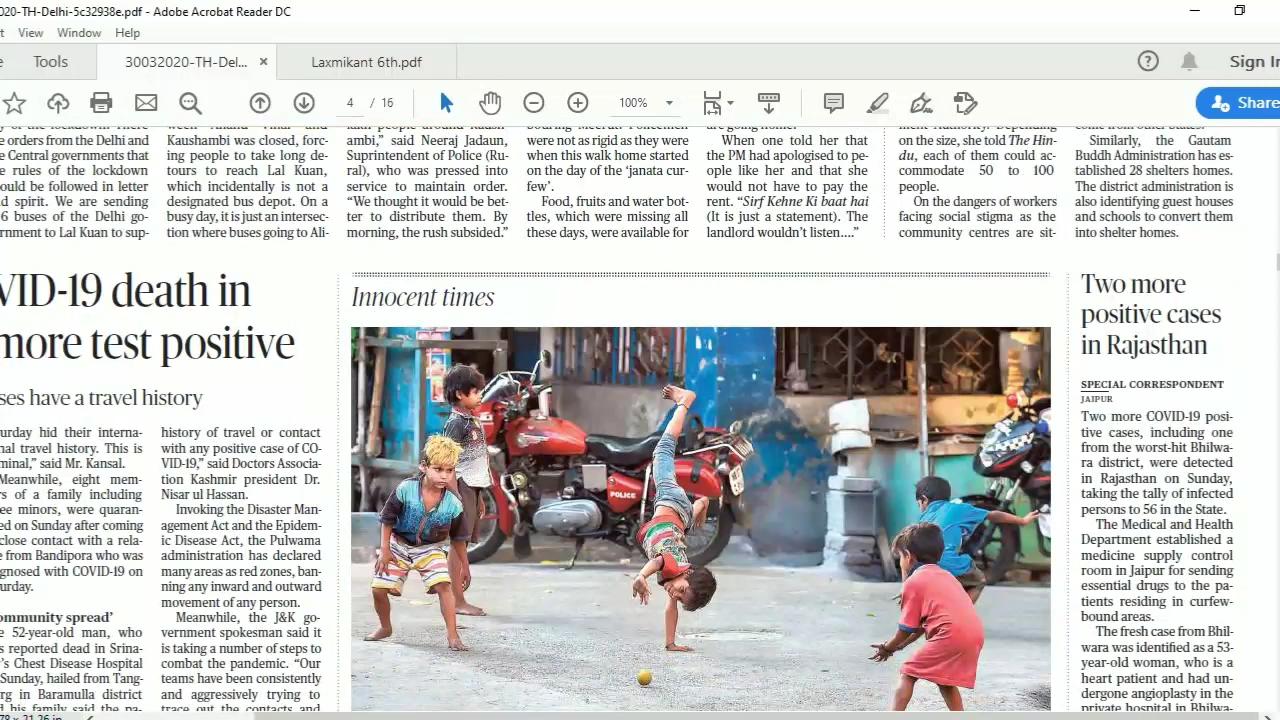 020-TH-Delhi-5c32938e.pdf - Adobe Acrobat Reader DC
View Window Help
Tools 30032020-TH-Del... × Laxmikant 6th.pdf Sign In
4 / 16 100% Share
orders from the Delhi and
Central governments that
rules of the lockdown
be followed in letter
spirit. We are sending
6 buses of the Delhi go-
to Lal Kuan to sup-
Kaushambi was closed, forc-
ing people to take long de-
tours to reach Lal Kuan,
which incidentally is not a
designated bus depot. On a
busy day, it is just an intersec-
tion where buses going to Ali-
ambi,” said Neeraj Jadaun,
Suprintendent of Police (Ru-
ral), who was pressed into
service to maintain order.
“We thought it would be bet-
ter to distribute them. By
morning, the rush subsided.”
were not as rigid as they were
when this walk home started
on the day of the ‘janata cur-
few’.
Food, fruits and water bot-
tles, which were missing all
these days, were available for
are going home.
When one told her that
the PM had apologised to pe-
ople like her and that she
would not have to pay the
rent. “Sirf Kehne Ki baat hai
(It is just a statement). The
landlord wouldn’t listen....”
on the size, she told The Hin-
du, each of them could ac-
commodate 50 to 100
people.
On the dangers of workers
facing social stigma as the
community centres are sit-
Similarly, the Gautam
Buddh Administration has es-
tablished 28 shelters homes.
The district administration is
also identifying guest houses
and schools to convert them
into shelter homes.
VID-19 death in
more test positive
ses have a travel history
urday hid their interna-
nal travel history. This is
minal,” said Mr. Kansal.
Meanwhile, eight mem-
rs of a family including
ee minors, were quaran-
ed on Sunday after coming
close contact with a rela-
from Bandipora who was
gnosed with COVID-19 on
urday.
ommunity spread’
52-year-old man, who
reported dead in Srina-
’s Chest Disease Hospital
Sunday, hailed from Tang-
rg in Baramulla district
his family said the pa-
history of travel or contact
with any positive case of CO-
VID-19,” said Doctors Associa-
tion Kashmir president Dr.
Nisar ul Hassan.
Invoking the Disaster Man-
agement Act and the Epidem-
ic Disease Act, the Pulwama
administration has declared
many areas as red zones, ban-
ning any inward and outward
movement of any person.
Meanwhile, the J&K go-
vernment spokesman said it
is taking a number of steps to
combat the pandemic. “Our
teams have been consistently
and aggressively trying to
trace out the contacts and
Innocent times
POLICE
Two more
positive cases
in Rajasthan
SPECIAL CORRESPONDENT
JAIPUR
Two more COVID-19 posi-
tive cases, including one
from the worst-hit Bhilwa-
ra district, were detected
in Rajasthan on Sunday,
taking the tally of infected
persons to 56 in the State.
The Medical and Health
Department established a
medicine supply control
room in Jaipur for sending
essential drugs to the pa-
tients residing in curfew-
bound areas.
The fresh case from Bhil-
wara was identified as a 53-
year-old woman, who is a
heart patient and had un-
dergone angioplasty in the
private hospital in Bhilwa-
21.26 in